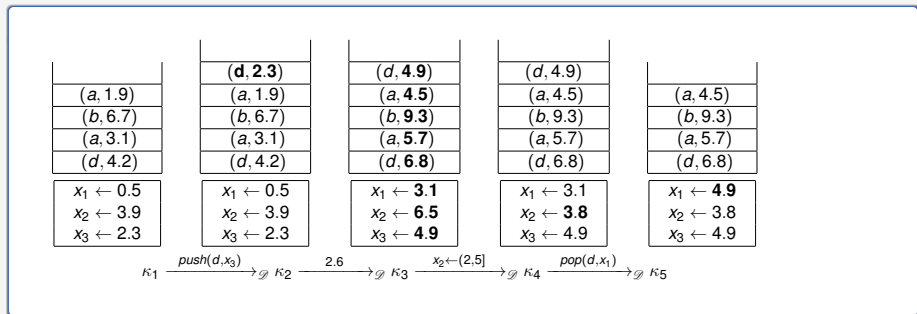 (d, 2.3) (d, 4.9) (d, 4.9)
(a, 1.9) (a, 1.9) (a, 4.5) (a, 4.5) (a, 4.5)
(b, 6.7) (b, 6.7) (b, 9.3) (b, 9.3) (b, 9.3)
(a, 3.1) (a, 3.1) (a, 5.7) (a, 5.7) (a, 5.7)
(d, 4.2) (d, 4.2) (d, 6.8) (d, 6.8) (d, 6.8)
x₁ ← 0.5 x₁ ← 0.5 x₁ ← 3.1 x₁ ← 3.1 x₁ ← 4.9
x₂ ← 3.9 x₂ ← 3.9 x₂ ← 6.5 x₂ ← 3.8 x₂ ← 3.8
x₃ ← 2.3 x₃ ← 2.3 x₃ ← 4.9 x₃ ← 4.9 x₃ ← 4.9
push(d,x₃) 2.6 x₂←(2,5] pop(d,x₁)
κ₁ ⟶𝒟 κ₂ ⟶𝒟 κ₃ ⟶𝒟 κ₄ ⟶𝒟 κ₅